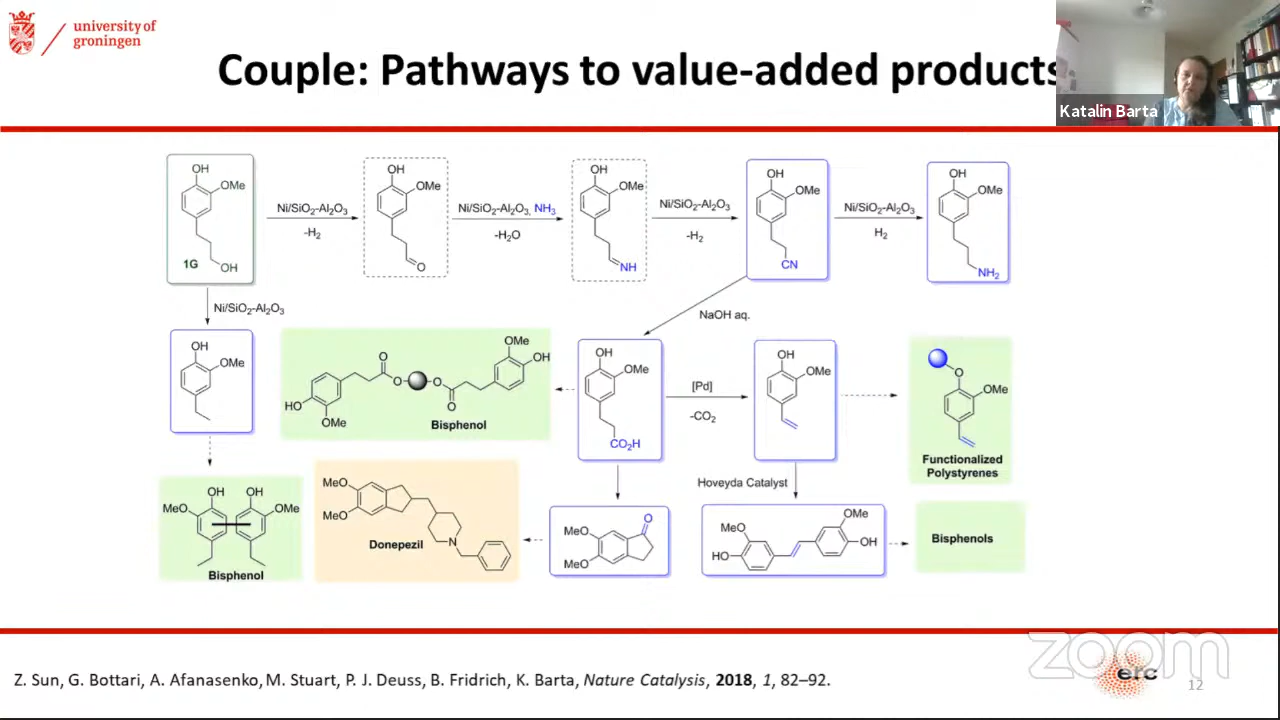 university of
groningen
Couple: Pathways to value-added products
Katalin Barta
OH
OMe
1G
OH
Ni/SiO₂-Al₂O₃
-H₂
OH
OMe
O
Ni/SiO₂-Al₂O₃, NH₃
-H₂O
OH
OMe
NH
Ni/SiO₂-Al₂O₃
-H₂
OH
OMe
CN
Ni/SiO₂-Al₂O₃
H₂
OH
OMe
NH₂
Ni/SiO₂-Al₂O₃
NaOH aq.
OH
OMe
O
O
O
O
OMe
OH
HO
OMe
Bisphenol
OH
OMe
CO₂H
[Pd]
-CO₂
OH
OMe
O
OMe
Functionalized
Polystyrenes
OH
OH
MeO
OMe
Bisphenol
MeO
MeO
N
Donepezil
O
MeO
MeO
Hoveyda Catalyst
MeO
OMe
HO
OH
Bisphenols
zoom
erc
12
Z. Sun, G. Bottari, A. Afanasenko, M. Stuart, P. J. Deuss, B. Fridrich, K. Barta, Nature Catalysis, 2018, 1, 82–92.